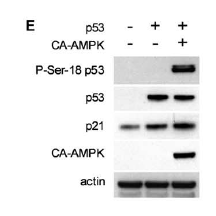 E
p53 - + +
CA-AMPK - - +
P-Ser-18 p53
p53
p21
CA-AMPK
actin